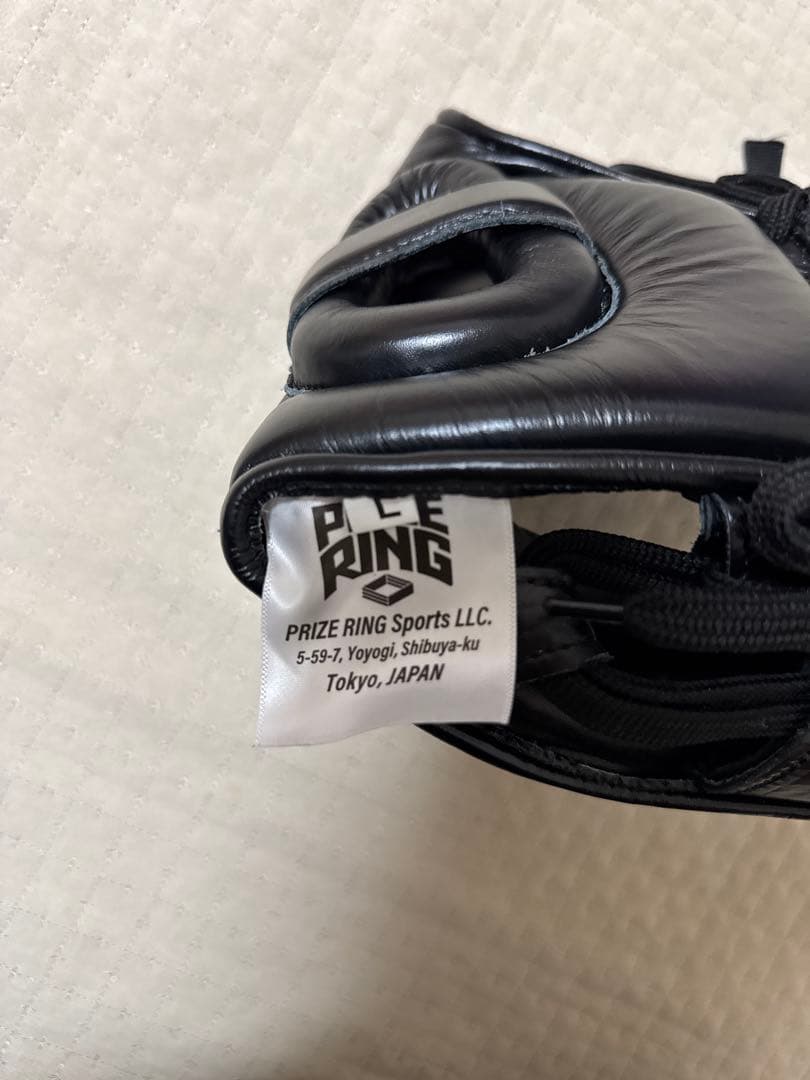 L
RING
PRIZE RING Sports LLC.
5-59-7, Yoyogi, Shibuya-ku
Tokyo, JAPAN